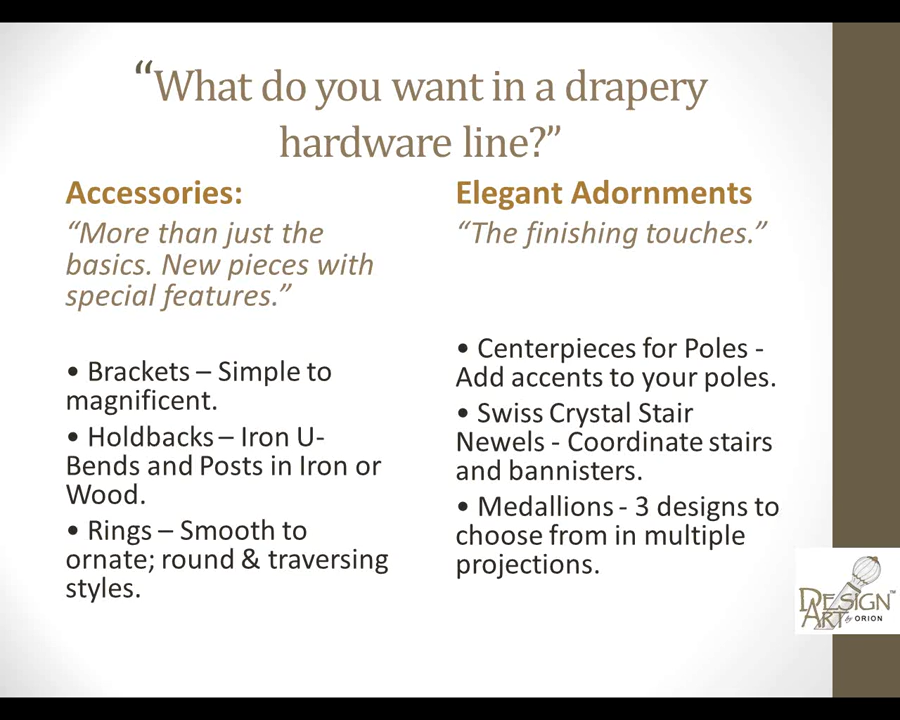 “What do you want in a drapery
hardware line?”
Accessories:
“More than just the
basics. New pieces with
special features.”
• Brackets – Simple to
magnificent.
• Holdbacks – Iron U-
Bends and Posts in Iron or
Wood.
• Rings – Smooth to
ornate; round & traversing
styles.
Elegant Adornments
“The finishing touches.”
• Centerpieces for Poles -
Add accents to your poles.
• Swiss Crystal Stair
Newels - Coordinate stairs
and bannisters.
• Medallions - 3 designs to
choose from in multiple
projections.
DESIGN™
ART by ORION